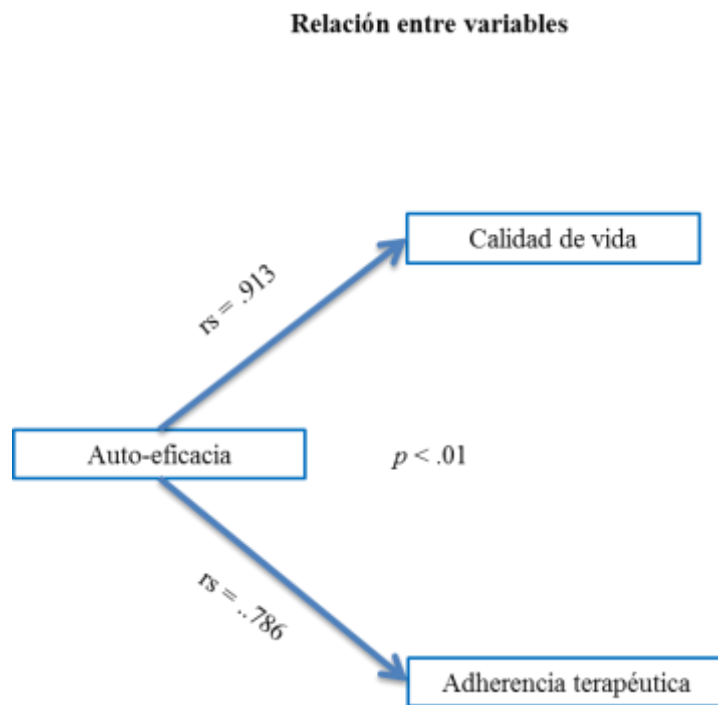 Relación entre variables
Calidad de vida
rs = .913
Auto-eficacia
p < .01
rs = ..786
Adherencia terapéutica